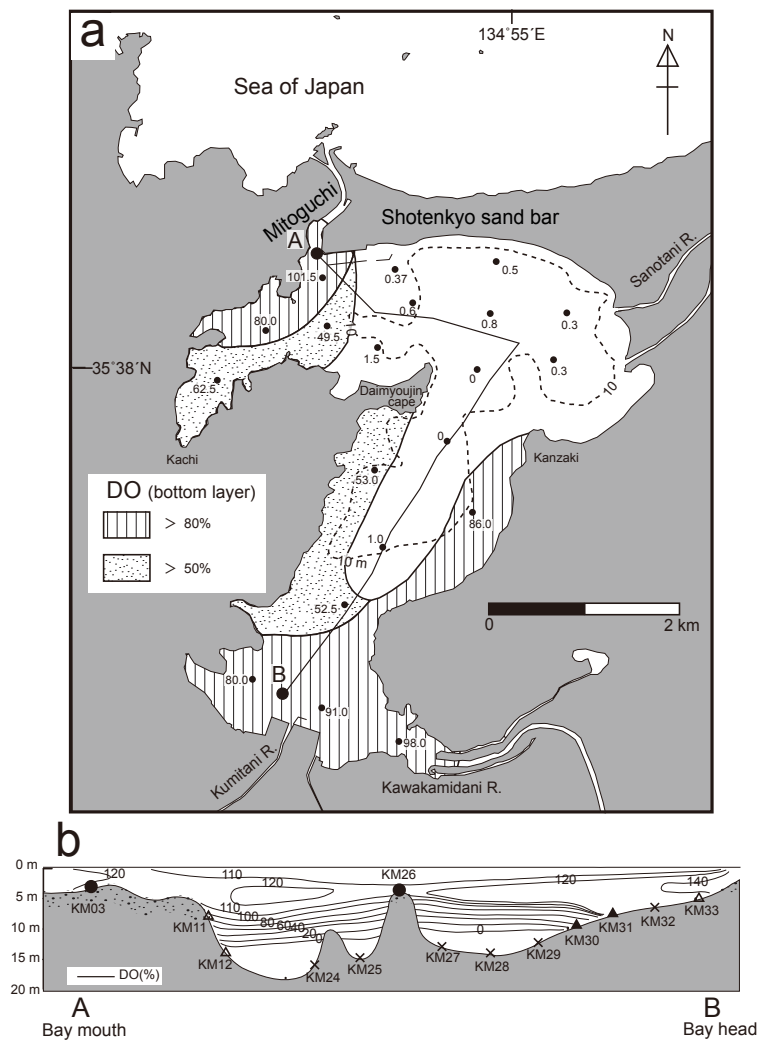 a
134˚55´E
N
Sea of Japan
Mitoguchi
Shotenkyo sand bar
Sanotani R.
A
101.5
0.37
0.5
0.6
0.8
0.3
80.0
49.5
1.5
0
0.3
35˚38´N
62.5
10
Daimyoujin
cape
Kachi
Kanzaki
53.0
86.0
DO (bottom layer)
> 80%
> 50%
1.0
10 m
52.5
0
2 km
B
80.0
91.0
98.0
Kumitani R.
Kawakamidani R.
b
0 m
5 m
10 m
15 m
20 m
120
110
120
KM26
120
140
KM03
110
100
80
60
40
20
0
0
KM11
KM12
KM24
KM25
KM27
KM28
KM29
KM30
KM31
KM32
KM33
DO(%)
A
Bay mouth
B
Bay head